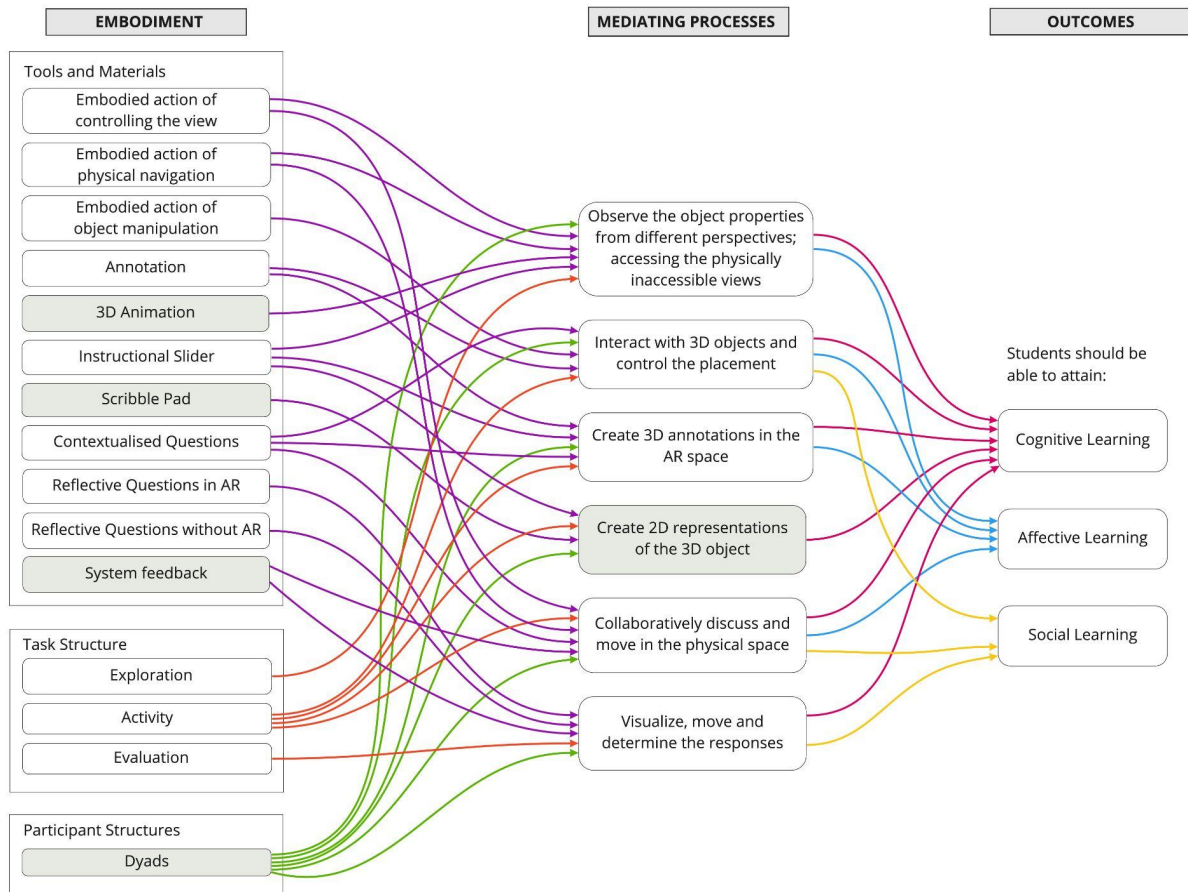 EMBODIMENT
MEDIATING PROCESSES
OUTCOMES
Tools and Materials
Embodied action of
controlling the view
Embodied action of
physical navigation
Embodied action of
object manipulation
Annotation
3D Animation
Instructional Slider
Scribble Pad
Contextualised Questions
Reflective Questions in AR
Reflective Questions without AR
System feedback
Task Structure
Exploration
Activity
Evaluation
Participant Structures
Dyads
Observe the object properties
from different perspectives;
accessing the physically
inaccessible views
Interact with 3D objects and
control the placement
Create 3D annotations in the
AR space
Create 2D representations
of the 3D object
Collaboratively discuss and
move in the physical space
Visualize, move and
determine the responses
Students should be
able to attain:
Cognitive Learning
Affective Learning
Social Learning